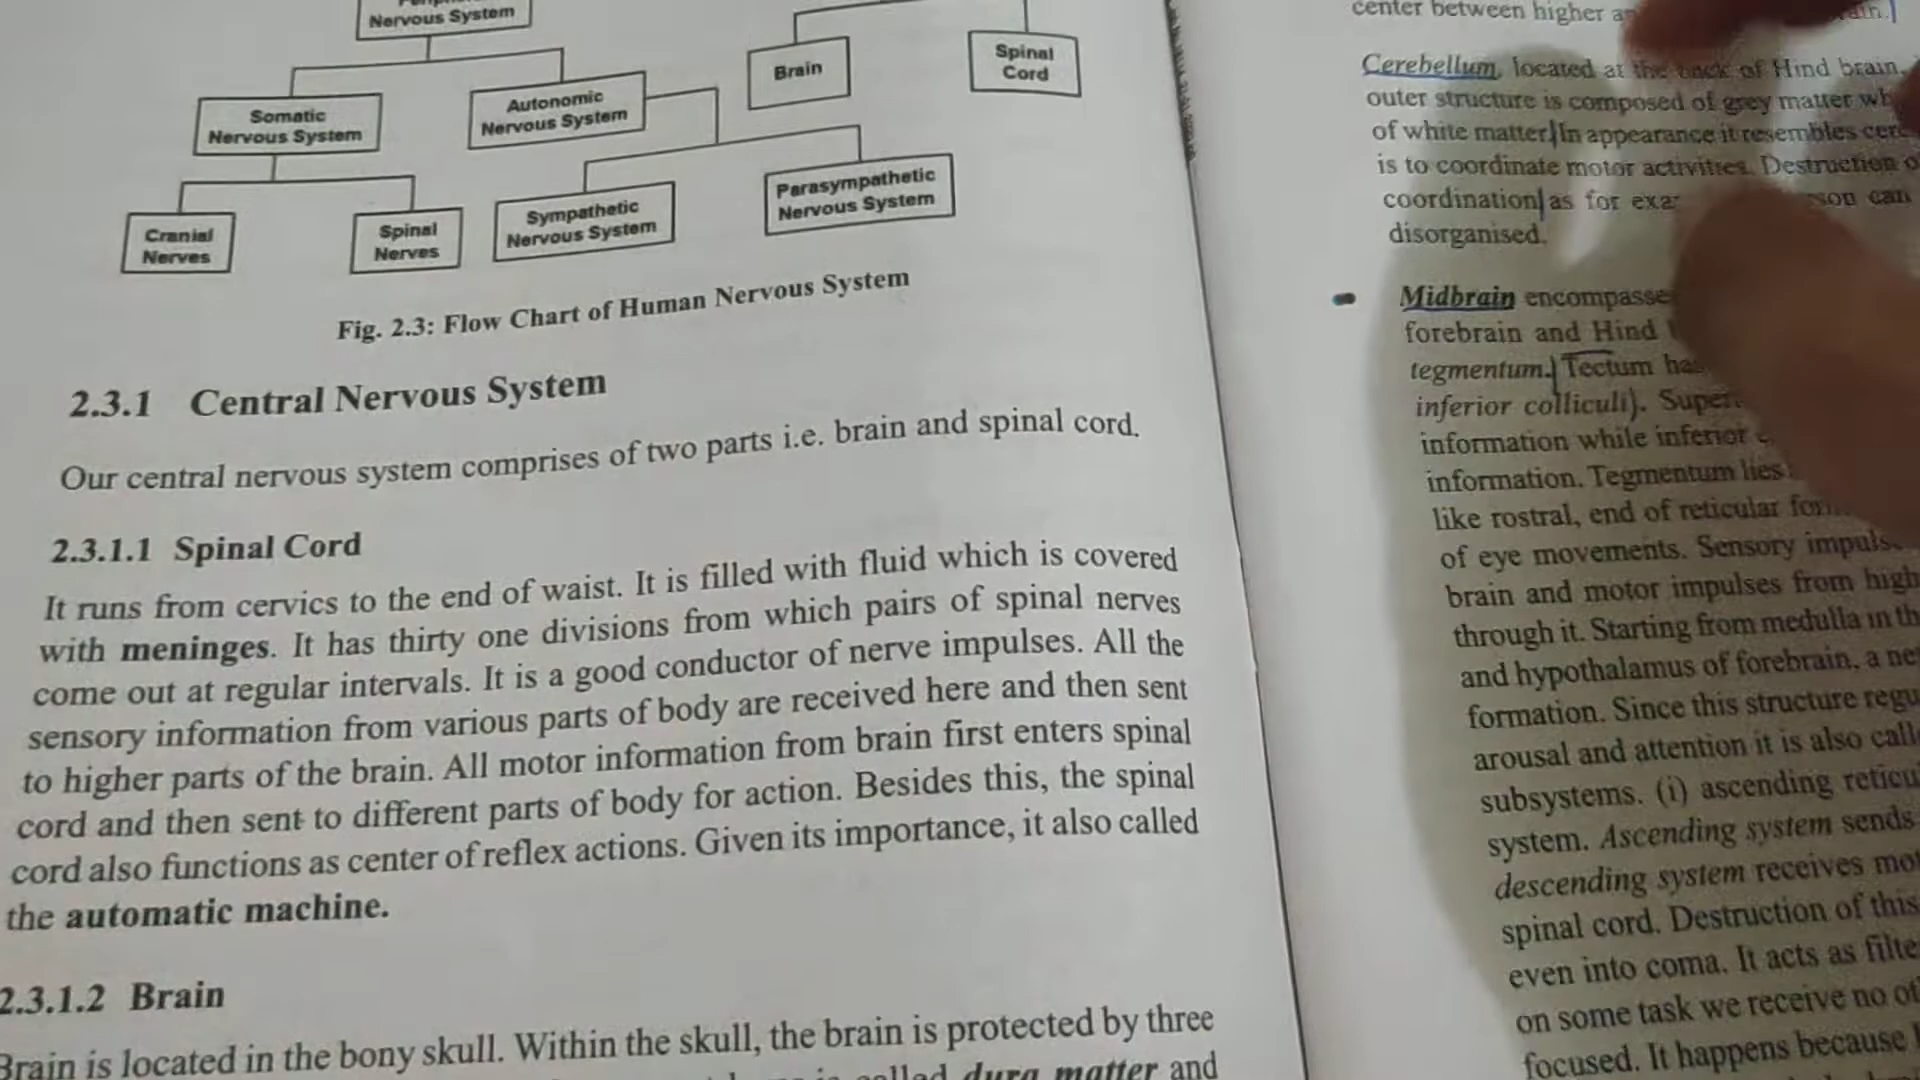 Nervous System
Brain
Spinal
Cord
Somatic
Nervous System
Autonomic
Nervous System
Cranial
Nerves
Spinal
Nerves
Sympathetic
Nervous System
Parasympathetic
Nervous System
Fig. 2.3: Flow Chart of Human Nervous System
2.3.1 Central Nervous System
Our central nervous system comprises of two parts i.e. brain and spinal cord.
2.3.1.1 Spinal Cord
It runs from cervics to the end of waist. It is filled with fluid which is covered
with meninges. It has thirty one divisions from which pairs of spinal nerves
come out at regular intervals. It is a good conductor of nerve impulses. All the
sensory information from various parts of body are received here and then sent
to higher parts of the brain. All motor information from brain first enters spinal
cord and then sent to different parts of body for action. Besides this, the spinal
cord also functions as center of reflex actions. Given its importance, it also called
the automatic machine.
2.3.1.2 Brain
Brain is located in the bony skull. Within the skull, the brain is protected by three
called dura matter and
center between higher
Cerebellum, located at the back of Hind brain.
outer structure is composed of grey matter
of white matter. In appearance it resembles
is to coordinate motor activities. Destruction
coordination as for can
disorganised.
Midbrain
forebrain and Hind
tegmentum. Tectum
inferior colliculi).
information while inferior
information. Tegmentum lies
like rostral, end of reticular
of eye movements. Sensory
brain and motor impulses from
through it. Starting from medulla in
and hypothalamus of forebrain, a
formation. Since this structure
arousal and attention it is also
subsystems. (i) ascending
system. Ascending system sends
descending system receives
spinal cord. Destruction of this
even into coma. It acts as
on some task we receive no
focused. It happens because